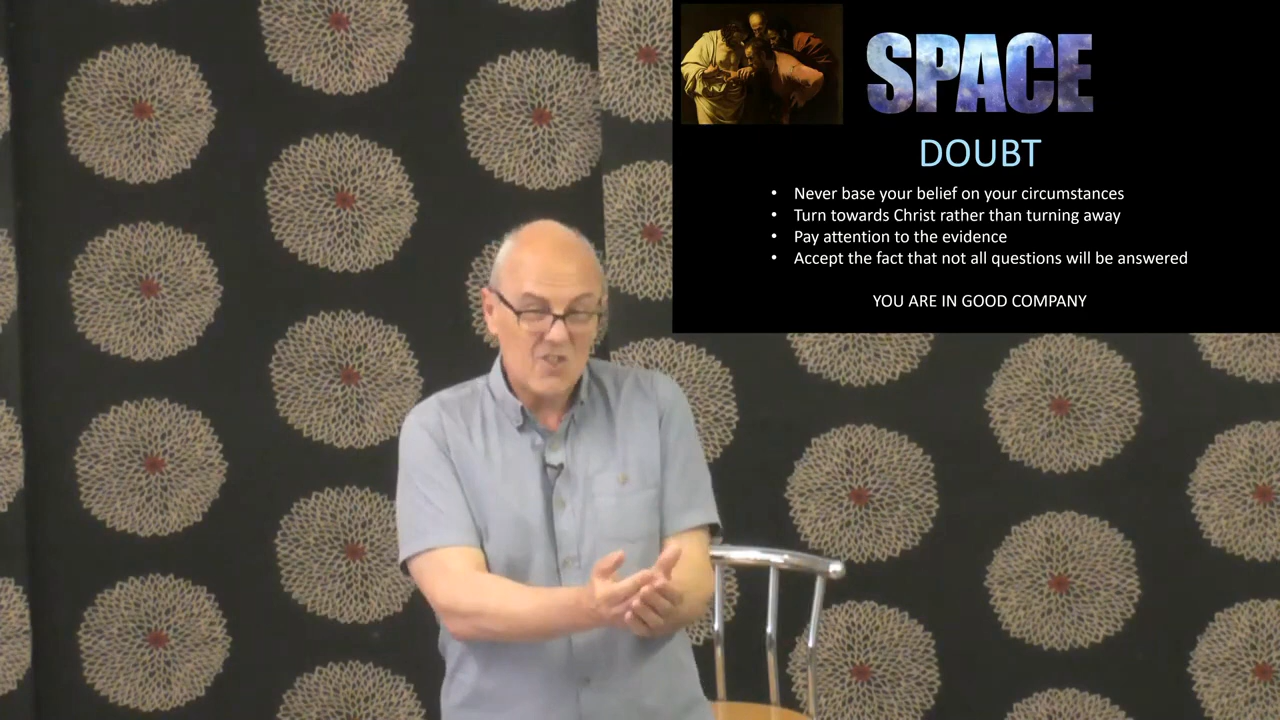 SPACE
DOUBT
• Never base your belief on your circumstances
• Turn towards Christ rather than turning away
• Pay attention to the evidence
• Accept the fact that not all questions will be answered
YOU ARE IN GOOD COMPANY